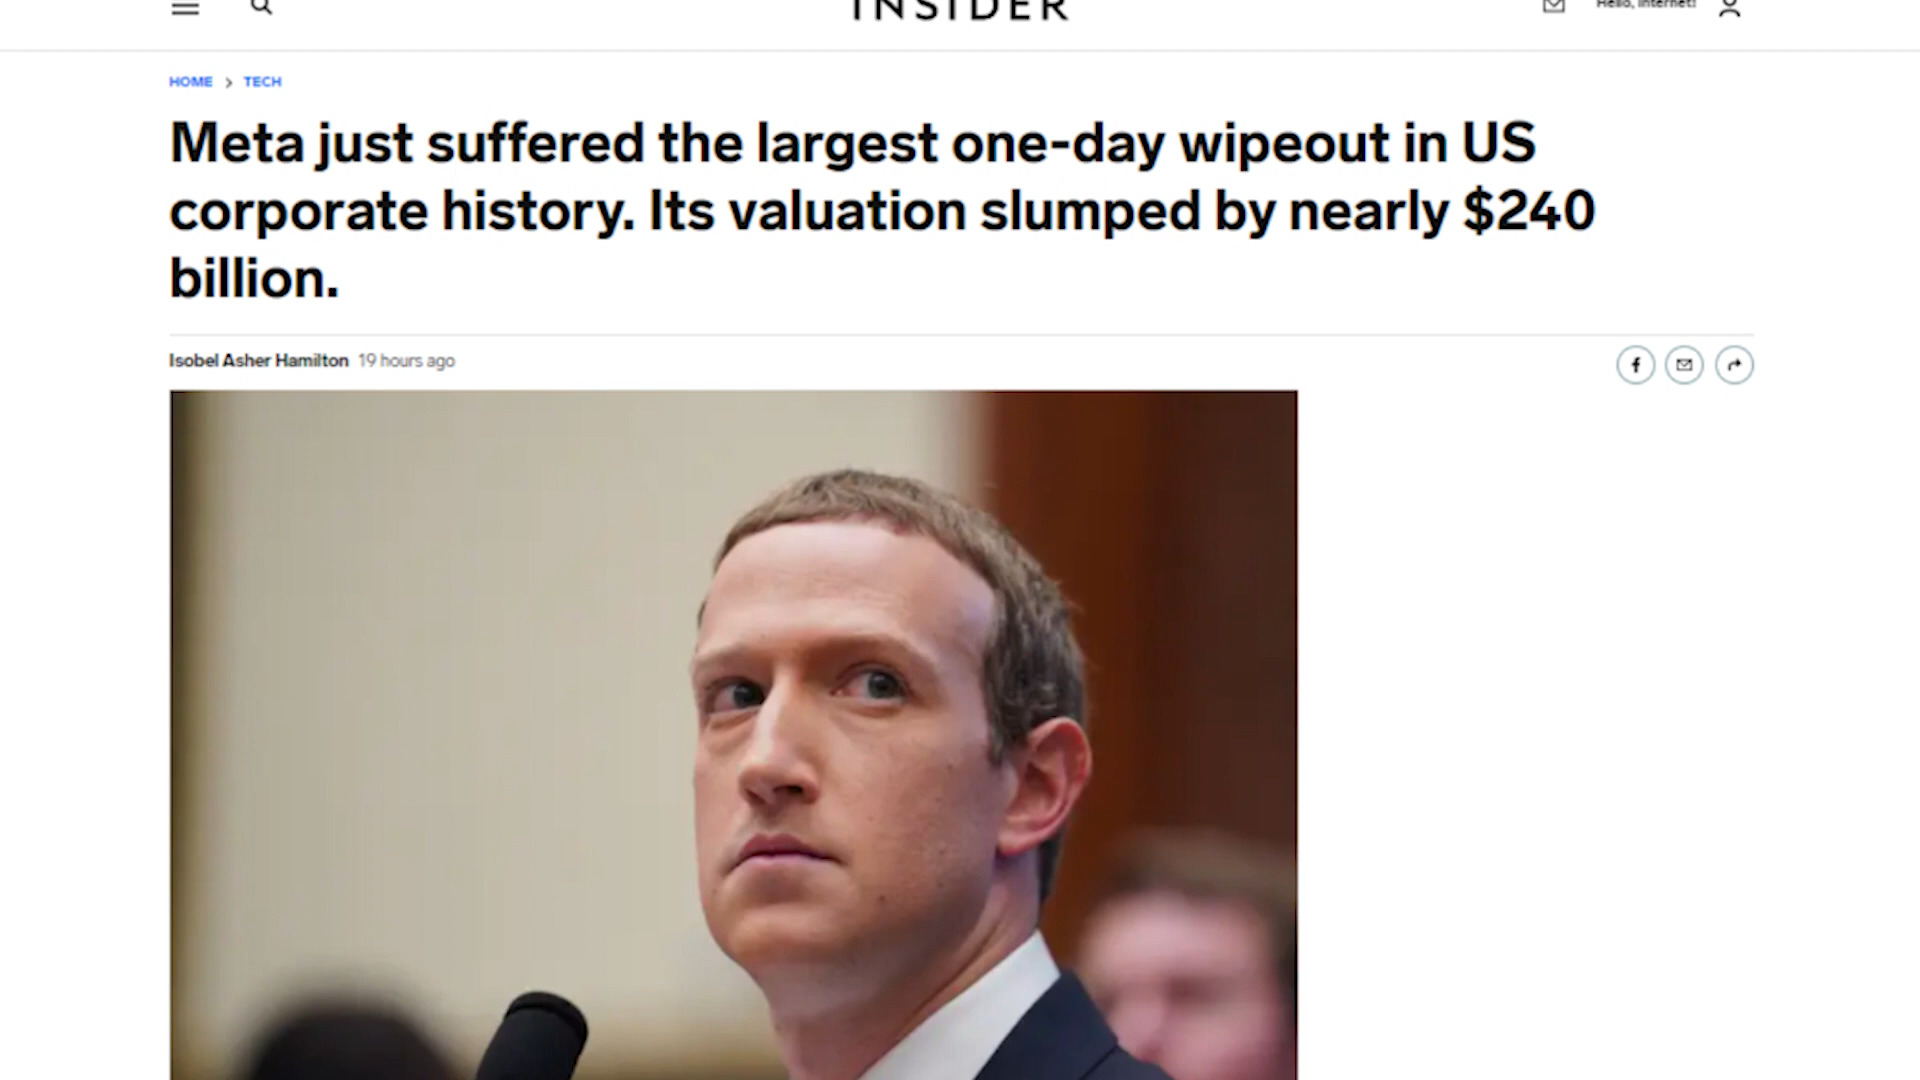 INSIDER
Hello, Internet!
HOME > TECH
Meta just suffered the largest one-day wipeout in US
corporate history. Its valuation slumped by nearly $240
billion.
Isobel Asher Hamilton 19 hours ago